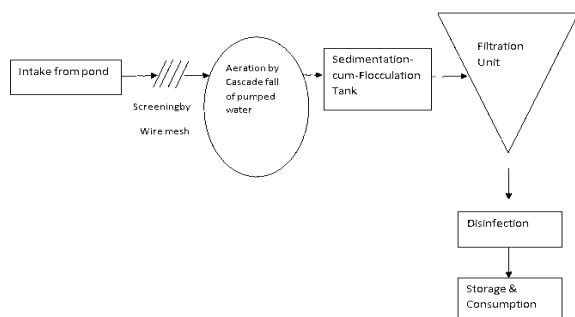 Intake from pond
Screeningby
Wire mesh
Aeration by
Cascade fall
of pumped
water
Sedimentation-
cum-Flocculation
Tank
Filtration
Unit
Disinfection
Storage &
Consumption